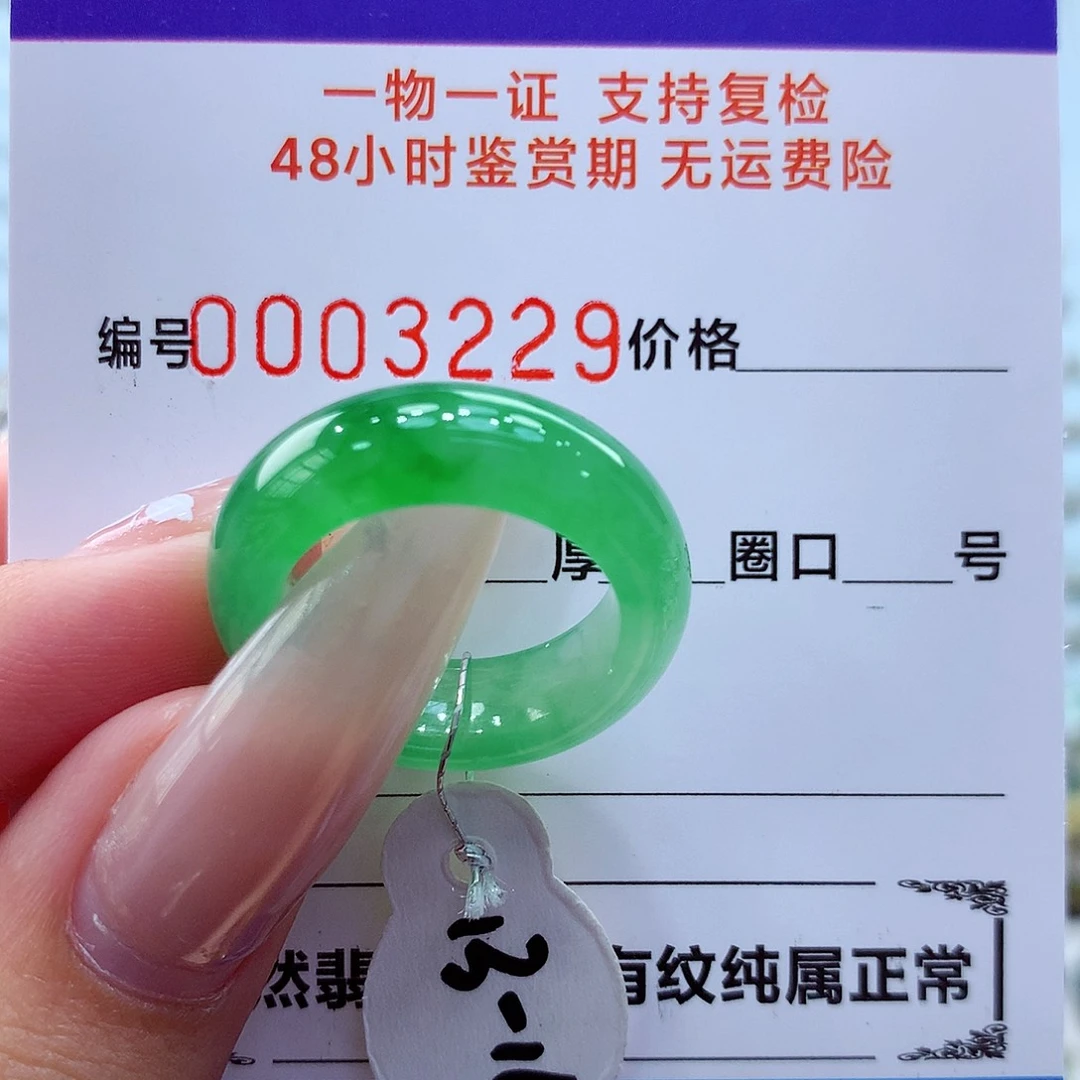 一物一证 支持复检
48小时鉴赏期 无运费险
编号0003229价格
厚 圈口 号
然翡 有纹纯属正常